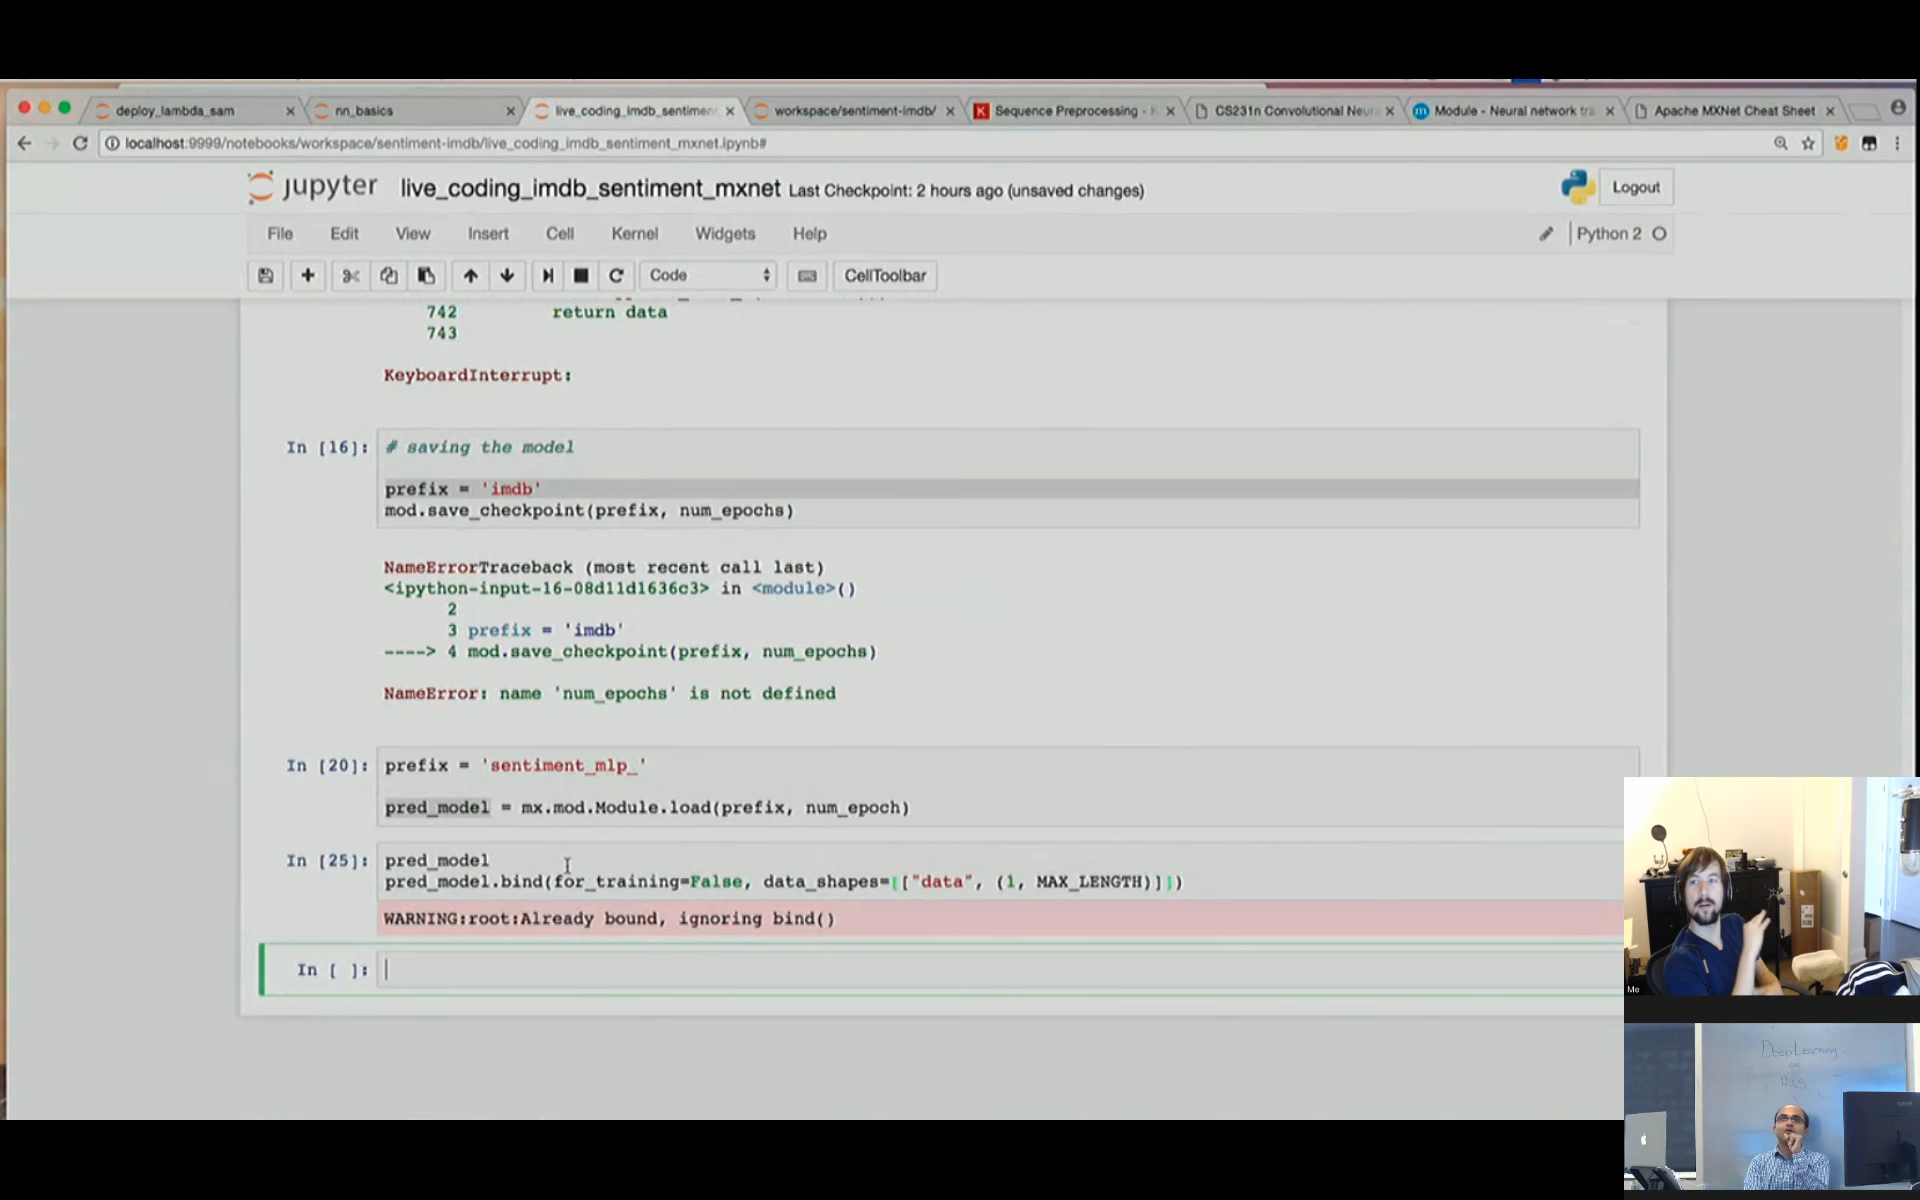 deploy_lambda_sam
nn_basics
live_coding_imdb_sentimen
workspace/sentiment-imdb/
Sequence Preprocessing - K
CS231n Convolutional Neura
Module - Neural network tra
Apache MXNet Cheat Sheet
localhost:9999/notebooks/workspace/sentiment-imdb/live_coding_imdb_sentiment_mxnet.ipynb#
jupyter live_coding_imdb_sentiment_mxnet Last Checkpoint: 2 hours ago (unsaved changes)
Logout
File Edit View Insert Cell Kernel Widgets Help
Python 2
Code
CellToolbar
742 return data
743
KeyboardInterrupt:
In [16]: # saving the model
prefix = 'imdb'
mod.save_checkpoint(prefix, num_epochs)
NameErrorTraceback (most recent call last)
<ipython-input-16-08d11d1636c3> in <module>()
2
3 prefix = 'imdb'
----> 4 mod.save_checkpoint(prefix, num_epochs)
NameError: name 'num_epochs' is not defined
In [20]: prefix = 'sentiment_mlp_'
pred_model = mx.mod.Module.load(prefix, num_epoch)
In [25]: pred_model
pred_model.bind(for_training=False, data_shapes=[["data", (1, MAX_LENGTH)]])
WARNING:root:Already bound, ignoring bind()
In [ ]:
Me
Deep Learning
on
AWS